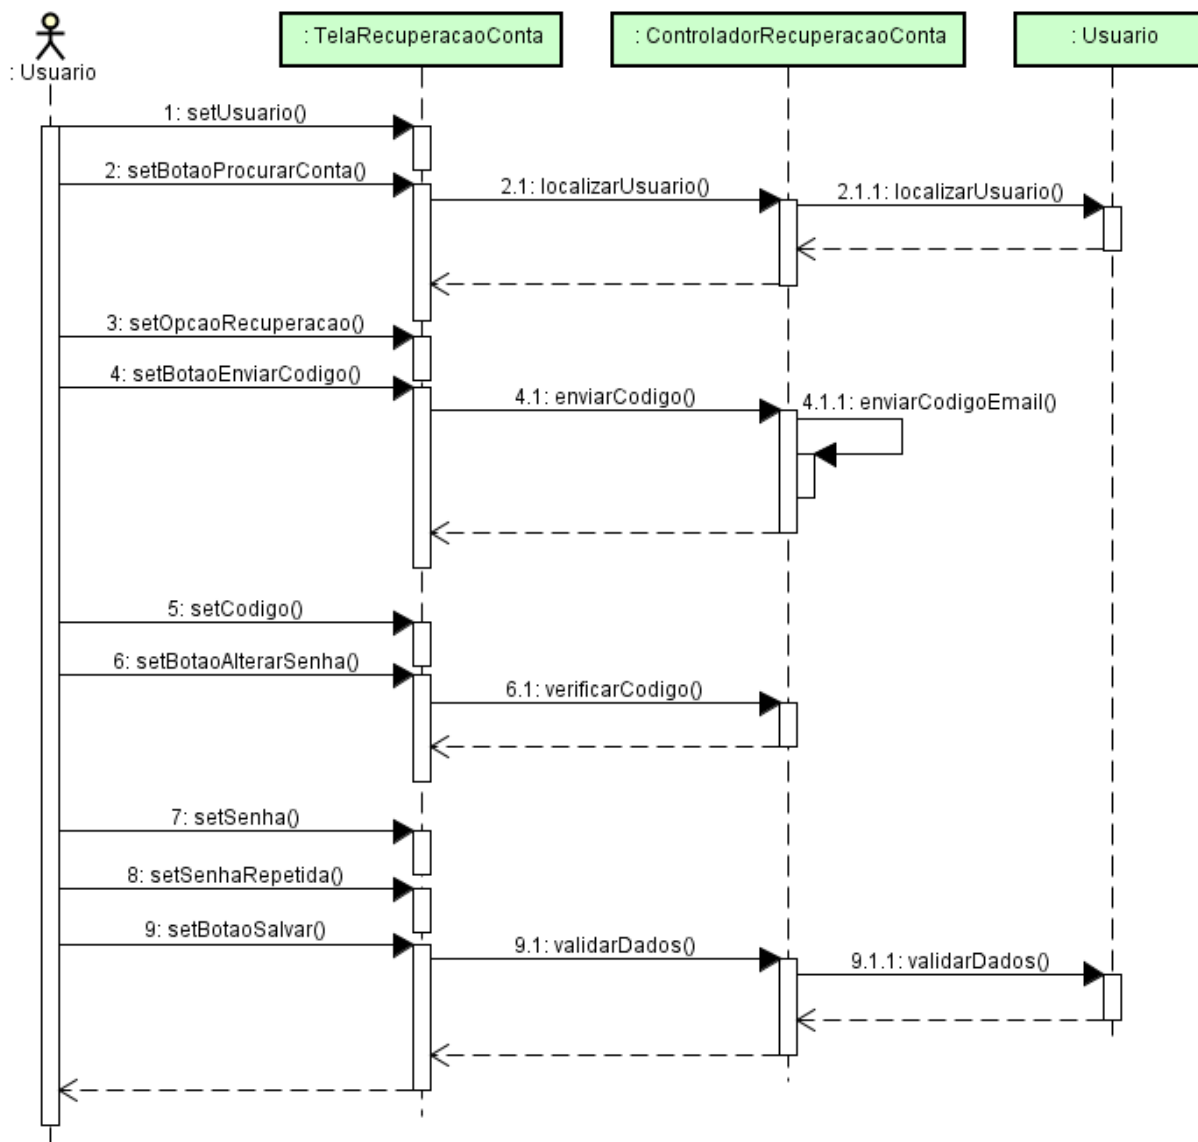 : Usuario
: TelaRecuperacaoConta
: ControladorRecuperacaoConta
: Usuario
1: setUsuario()
2: setBotaoProcurarConta()
2.1: localizarUsuario()
2.1.1: localizarUsuario()
3: setOpcaoRecuperacao()
4: setBotaoEnviarCodigo()
4.1: enviarCodigo()
4.1.1: enviarCodigoEmail()
5: setCodigo()
6: setBotaoAlterarSenha()
6.1: verificarCodigo()
7: setSenha()
8: setSenhaRepetida()
9: setBotaoSalvar()
9.1: validarDados()
9.1.1: validarDados()